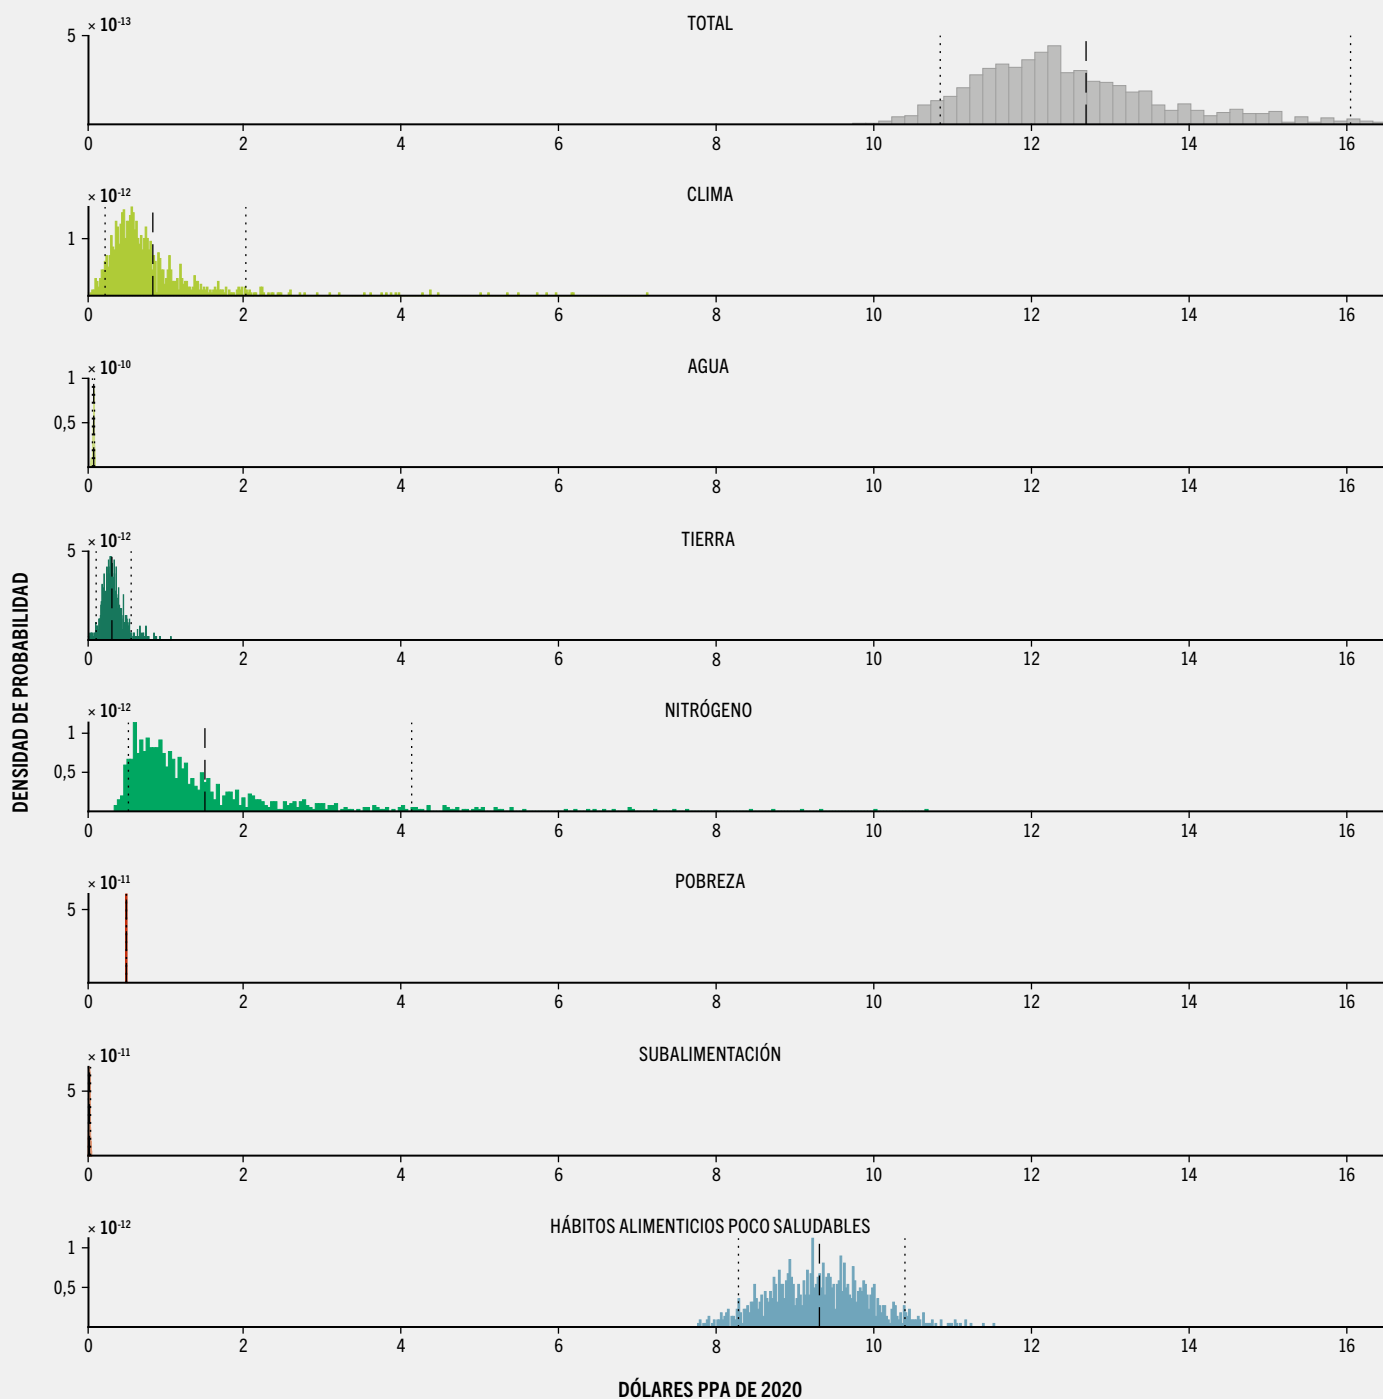 TOTAL
× 10⁻¹³
5
0 2 4 6 8 10 12 14 16
CLIMA
× 10⁻¹²
1
0 2 4 6 8 10 12 14 16
AGUA
× 10⁻¹⁰
1
0,5
0 2 4 6 8 10 12 14 16
TIERRA
× 10⁻¹²
5
0 2 4 6 8 10 12 14 16
NITRÓGENO
× 10⁻¹²
1
0,5
0 2 4 6 8 10 12 14 16
POBREZA
× 10⁻¹¹
5
0 2 4 6 8 10 12 14 16
SUBALIMENTACIÓN
× 10⁻¹¹
5
0 2 4 6 8 10 12 14 16
HÁBITOS ALIMENTICIOS POCO SALUDABLES
× 10⁻¹²
1
0,5
0 2 4 6 8 10 12 14 16
DENSIDAD DE PROBABILIDAD
DÓLARES PPA DE 2020